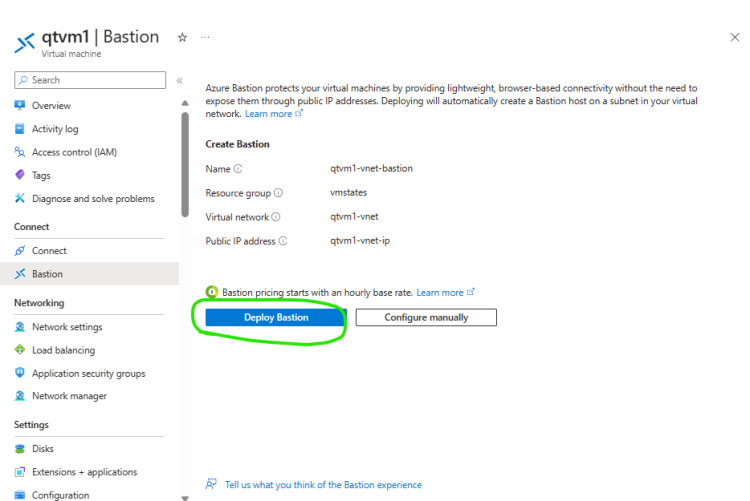 qtvm1 | Bastion ☆ ...
Virtual machine
Search
Overview
Activity log
Access control (IAM)
Tags
Diagnose and solve problems
Connect
Connect
Bastion
Networking
Network settings
Load balancing
Application security groups
Network manager
Settings
Disks
Extensions + applications
Configuration
Azure Bastion protects your virtual machines by providing lightweight, browser-based connectivity without the need to
expose them through public IP addresses. Deploying will automatically create a Bastion host on a subnet in your virtual
network. Learn more
Create Bastion
Name qtvm1-vnet-bastion
Resource group vmstates
Virtual network qtvm1-vnet
Public IP address qtvm1-vnet-ip
Bastion pricing starts with an hourly base rate. Learn more
Deploy Bastion Configure manually
Tell us what you think of the Bastion experience